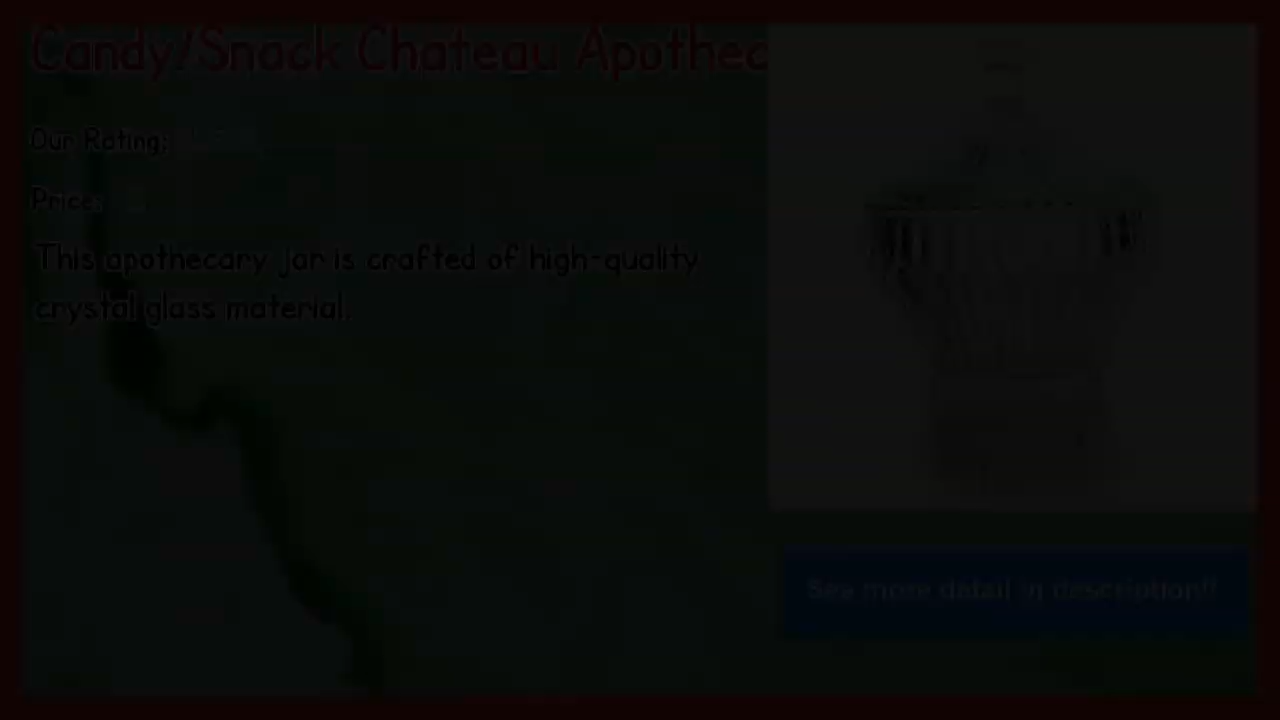 Candy/Snack Chateau Apothec
Our Rating:
Price:
This apothecary jar is crafted of high-quality
crystal glass material.
See more detail in description!!